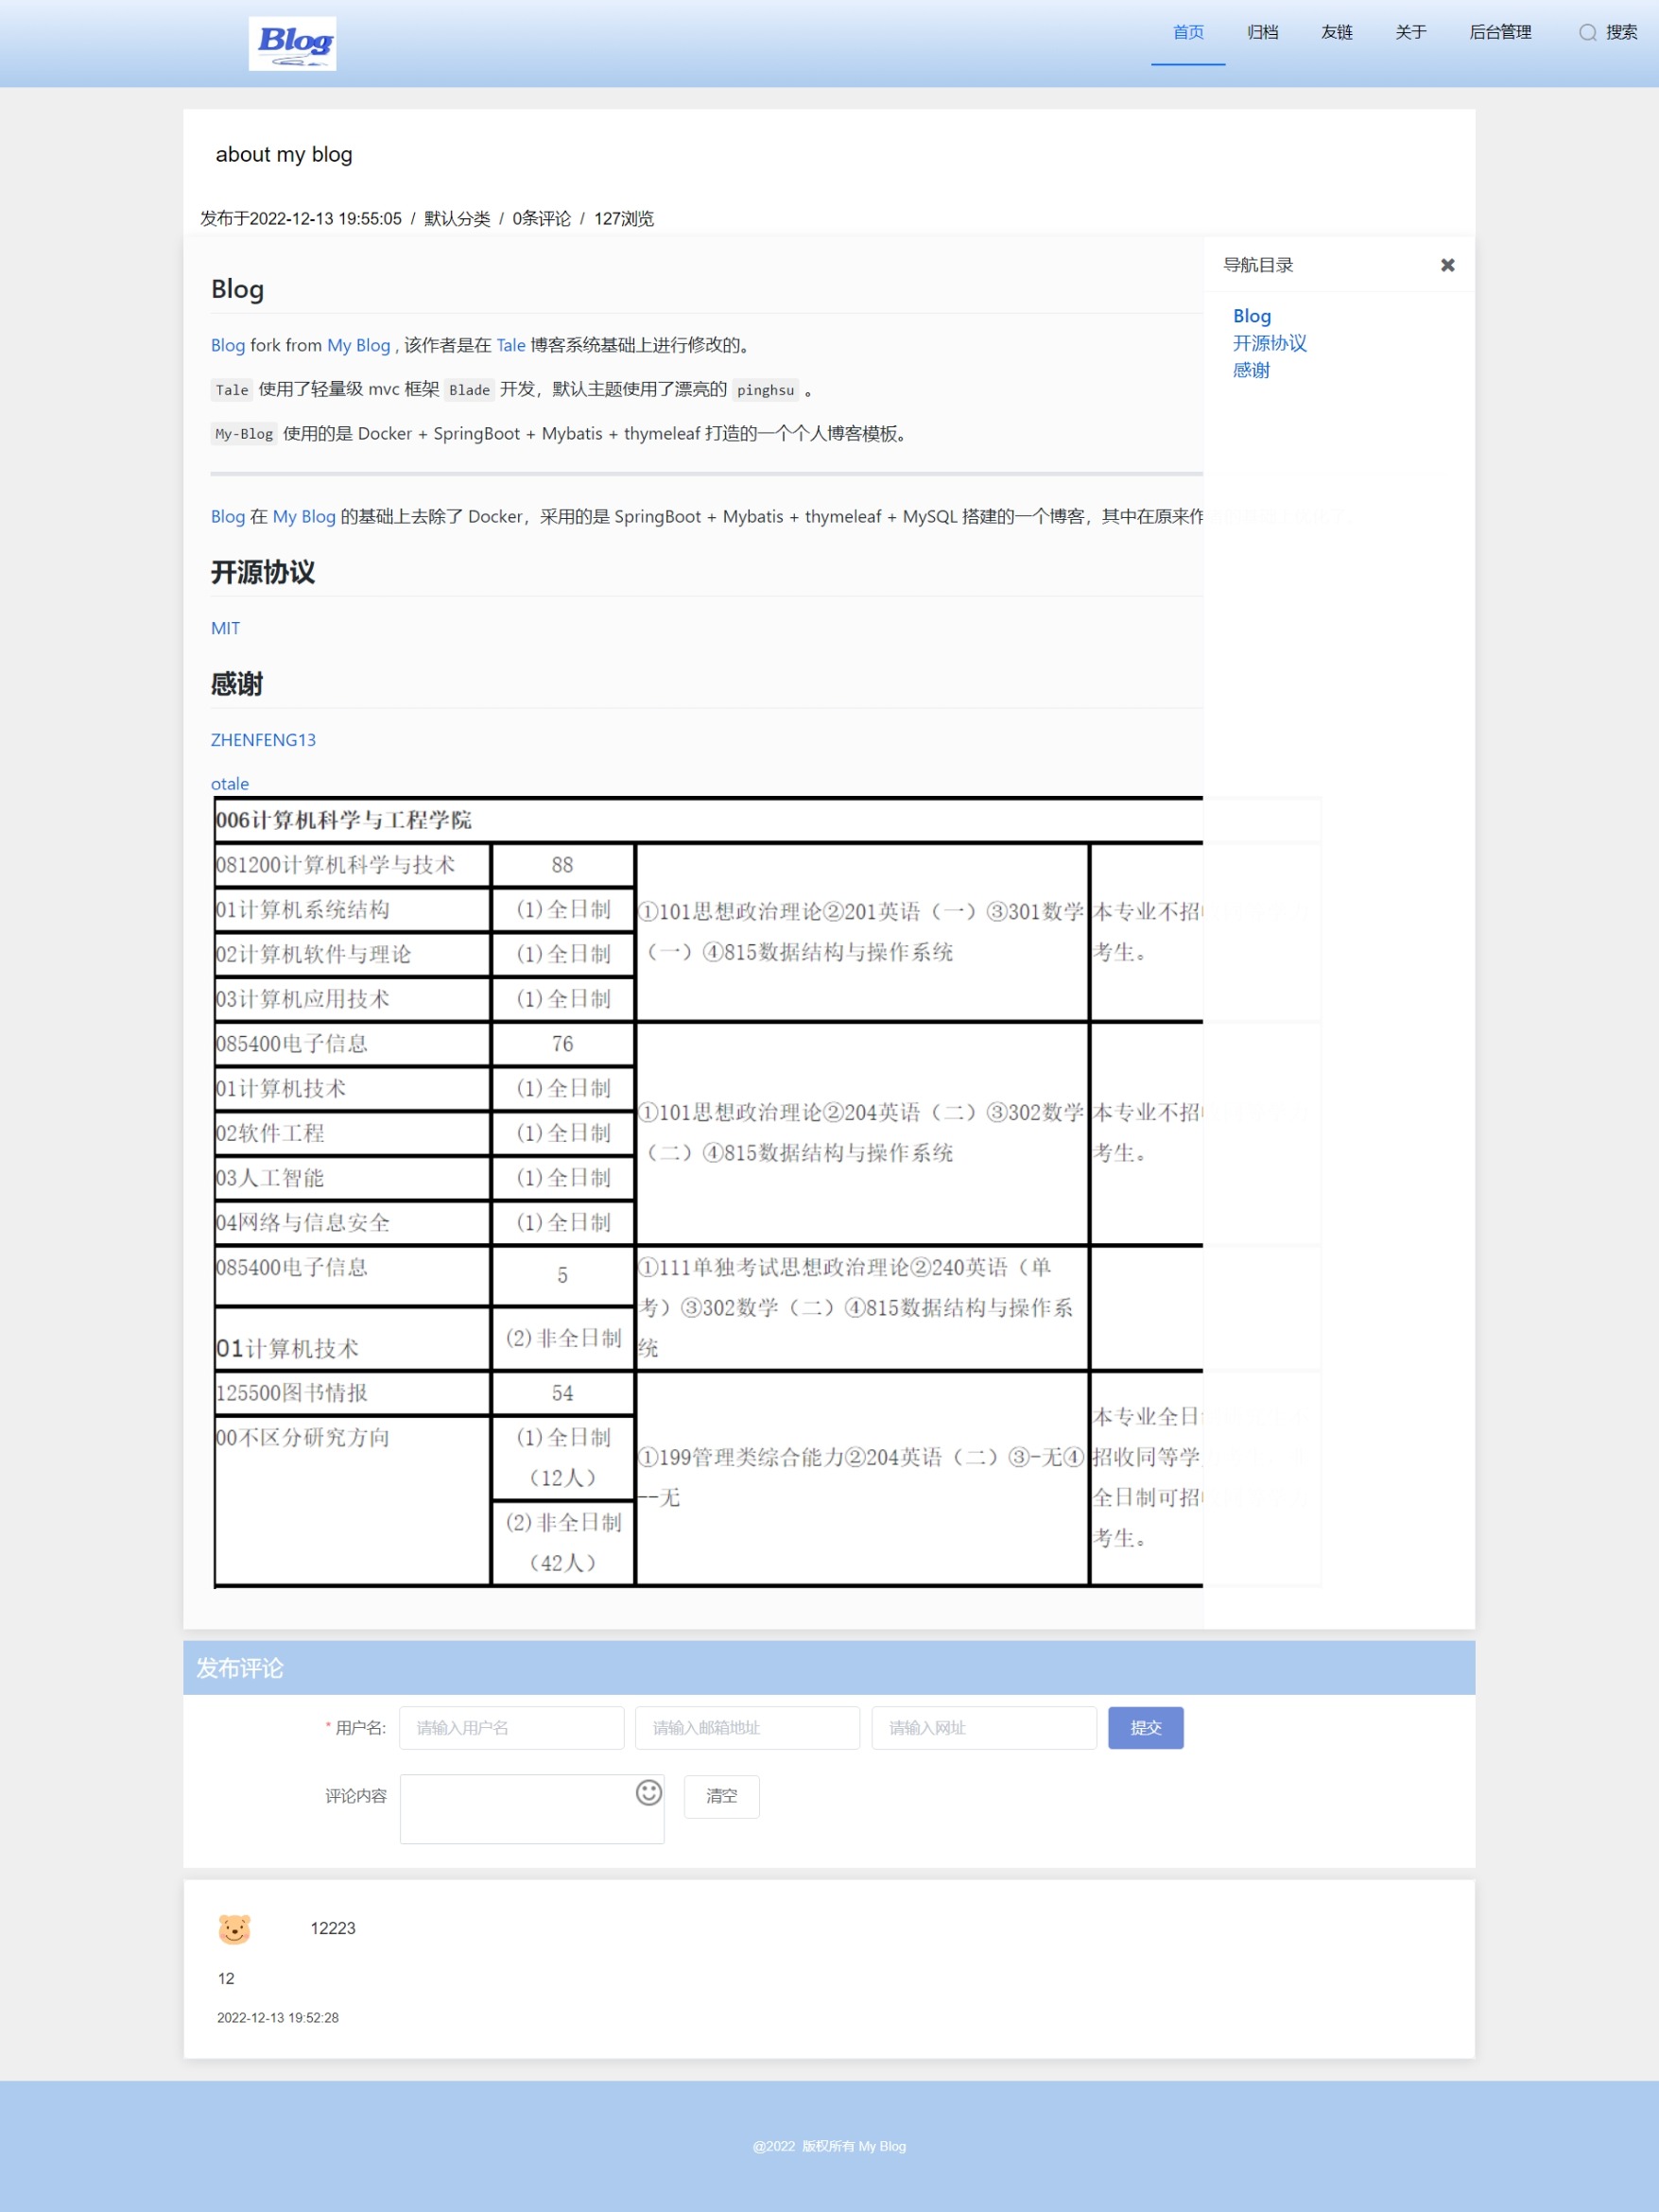 Blog
首页 归档 友链 关于 后台管理 搜索
about my blog
发布于2022-12-13 19:55:05 / 默认分类 / 0条评论 / 127浏览
导航目录
Blog
开源协议
感谢
Blog
Blog fork from My Blog , 该作者是在 Tale 博客系统基础上进行修改的。
Tale 使用了轻量级 mvc 框架 Blade 开发，默认主题使用了漂亮的 pinghsu 。
My-Blog 使用的是 Docker + SpringBoot + Mybatis + thymeleaf 打造的一个个人博客模板。
Blog 在 My Blog 的基础上去除了 Docker，采用的是 SpringBoot + Mybatis + thymeleaf + MySQL 搭建的一个博客，其中在原来作
开源协议
MIT
感谢
ZHENFENG13
otale
006计算机科学与工程学院
081200计算机科学与技术 88
01计算机系统结构 (1)全日制
02计算机软件与理论 (1)全日制
03计算机应用技术 (1)全日制
①101思想政治理论②201英语（一）③301数学
（一）④815数据结构与操作系统
本专业不招
考生。
085400电子信息 76
01计算机技术 (1)全日制
02软件工程 (1)全日制
03人工智能 (1)全日制
04网络与信息安全 (1)全日制
①101思想政治理论②204英语（二）③302数学
（二）④815数据结构与操作系统
本专业不招
考生。
085400电子信息 5
01计算机技术 (2)非全日制
①111单独考试思想政治理论②240英语（单
考）③302数学（二）④815数据结构与操作系
统
125500图书情报 54
00不区分研究方向 (1)全日制
（12人）
(2)非全日制
（42人）
①199管理类综合能力②204英语（二）③-无④
--无
本专业全日
招收同等学
全日制可招
考生。
发布评论
* 用户名: 请输入用户名 请输入邮箱地址 请输入网址 提交
评论内容 清空
12223
12
2022-12-13 19:52:28
@2022 版权所有 My Blog